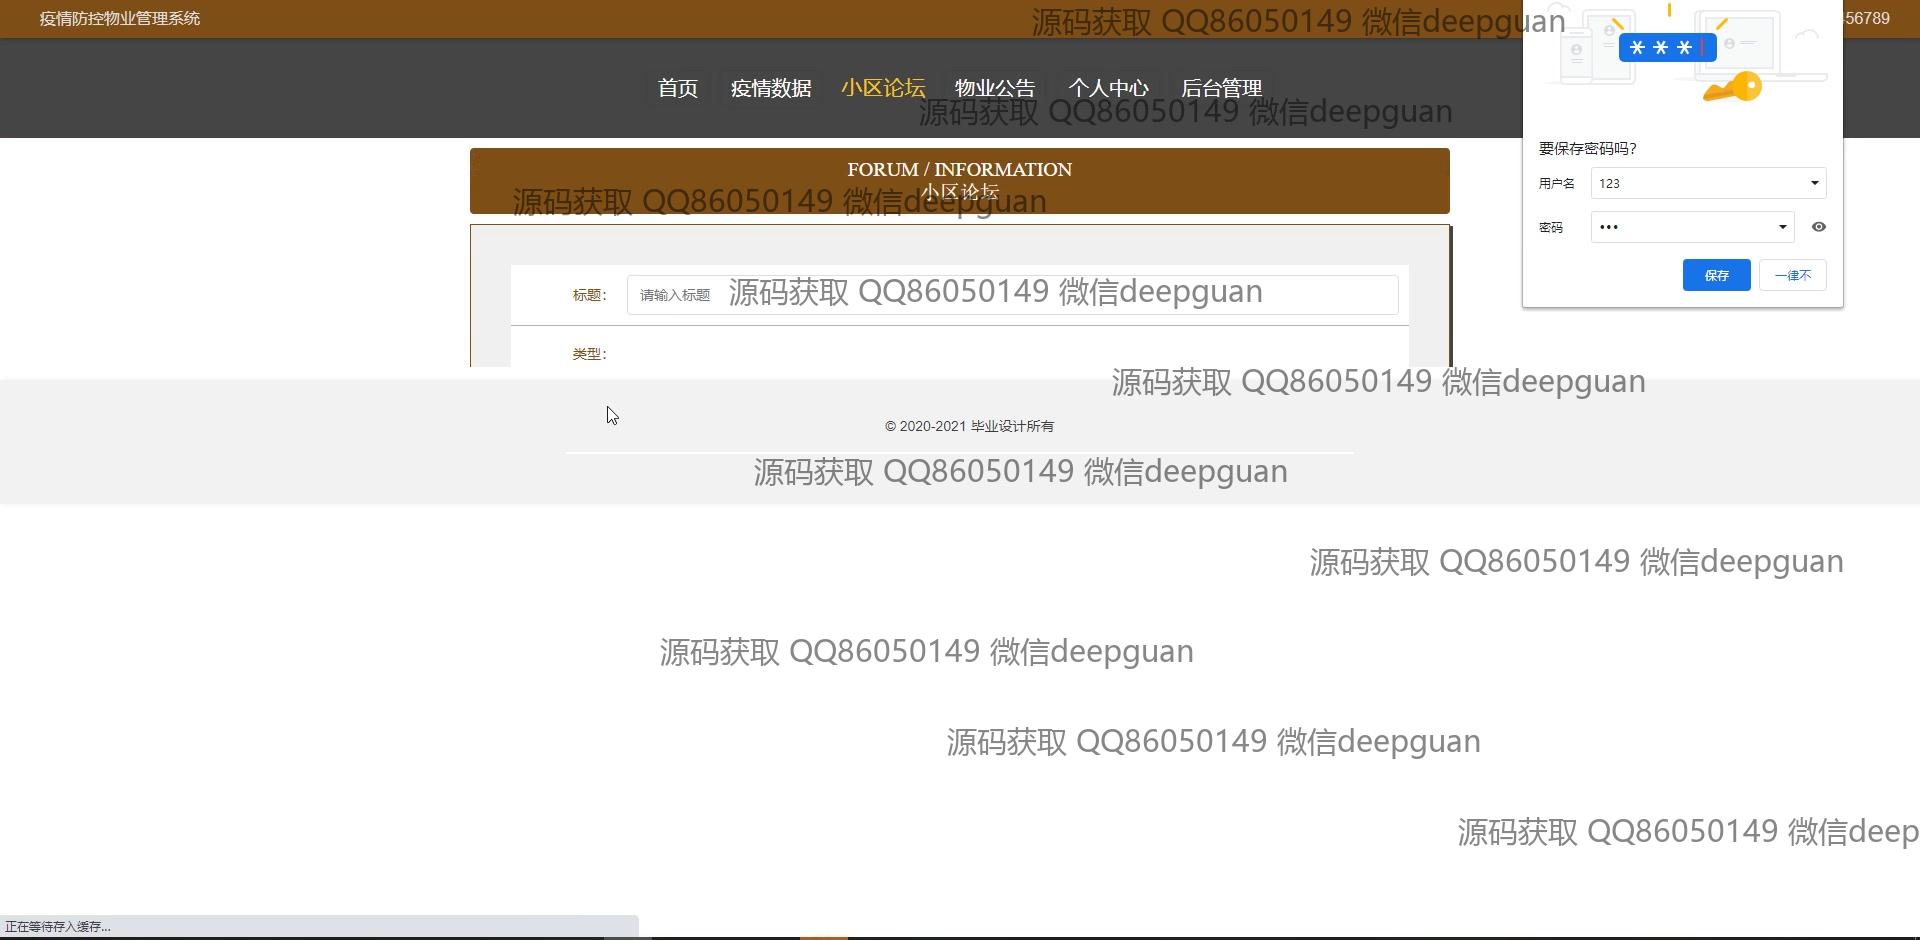 疫情防控物业管理系统
源码获取 QQ86050149 微信deepguan
56789
首页 疫情数据 小区论坛 物业公告 个人中心 后台管理
源码获取 QQ86050149 微信deepguan
要保存密码吗?
用户名 123
密码 •••
保存 一律不
FORUM / INFORMATION
小区论坛
源码获取 QQ86050149 微信deepguan
标题: 请输入标题
源码获取 QQ86050149 微信deepguan
类型:
源码获取 QQ86050149 微信deepguan
© 2020-2021 毕业设计所有
源码获取 QQ86050149 微信deepguan
源码获取 QQ86050149 微信deepguan
源码获取 QQ86050149 微信deepguan
源码获取 QQ86050149 微信deepguan
源码获取 QQ86050149 微信deep
正在等待存入缓存...